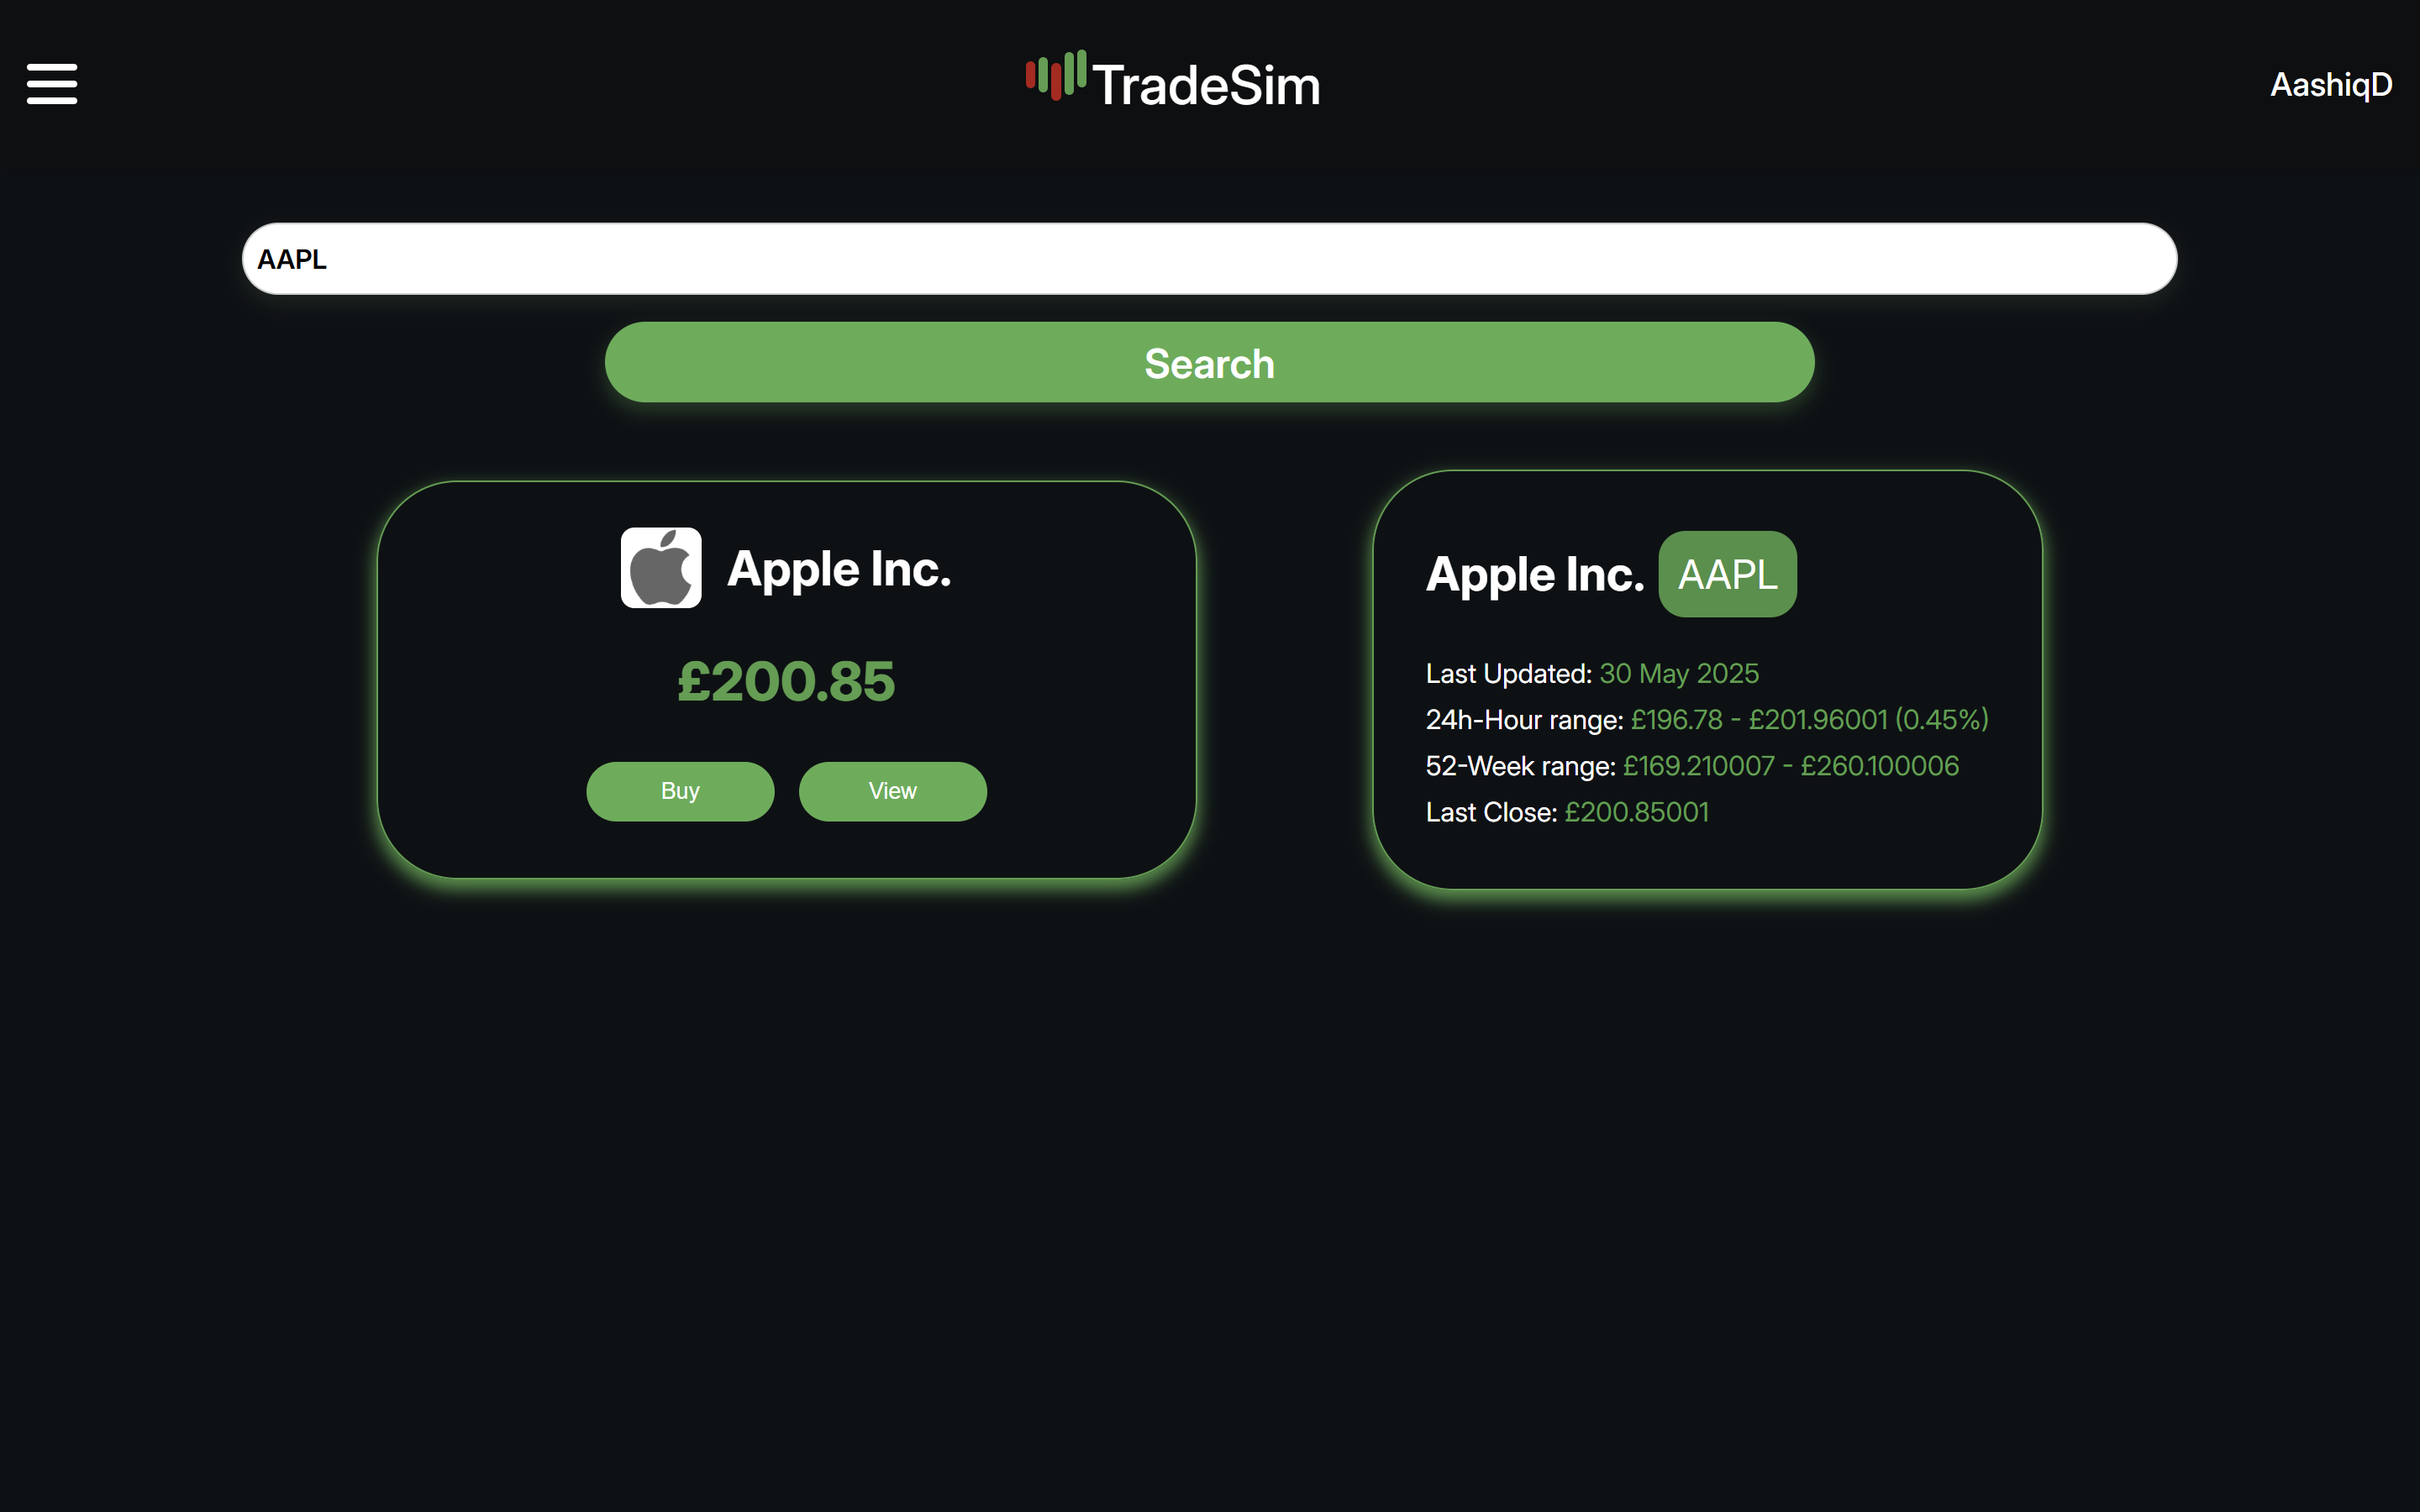 TradeSim
AashiqD
AAPL
Search
Apple Inc.
£200.85
Buy
View
Apple Inc.
AAPL
Last Updated: 30 May 2025
24h-Hour range: £196.78 - £201.96001 (0.45%)
52-Week range: £169.210007 - £260.100006
Last Close: £200.85001